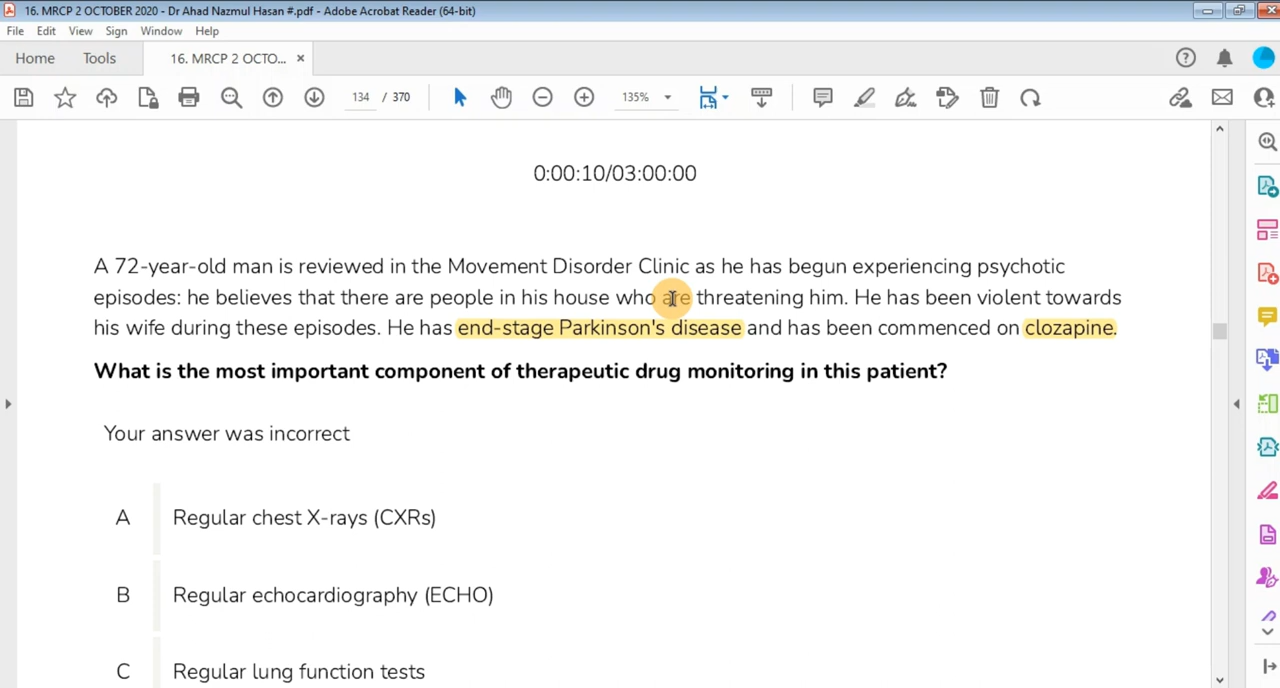 16. MRCP 2 OCTOBER 2020 - Dr Ahad Nazmul Hasan #.pdf - Adobe Acrobat Reader (64-bit)
File Edit View Sign Window Help
Home Tools 16. MRCP 2 OCTO... ×
134 / 370 135%
0:00:10/03:00:00
A 72-year-old man is reviewed in the Movement Disorder Clinic as he has begun experiencing psychotic
episodes: he believes that there are people in his house who are threatening him. He has been violent towards
his wife during these episodes. He has end-stage Parkinson's disease and has been commenced on clozapine.
What is the most important component of therapeutic drug monitoring in this patient?
Your answer was incorrect
A Regular chest X-rays (CXRs)
B Regular echocardiography (ECHO)
C Regular lung function tests